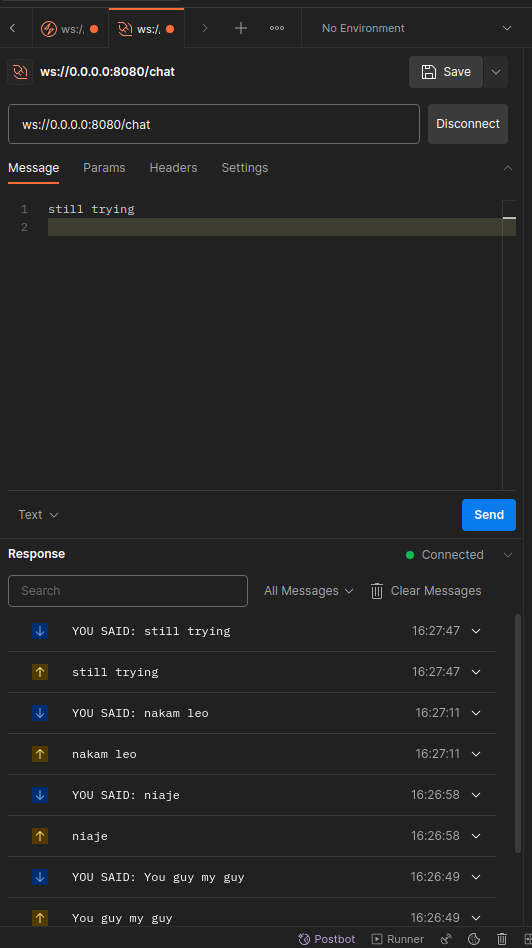 ws:/.
ws:/.
No Environment
ws://0.0.0.0:8080/chat
Save
ws://0.0.0.0:8080/chat
Disconnect
Message Params Headers Settings
1 still trying
2
Text
Send
Response
Connected
Search
All Messages
Clear Messages
YOU SAID: still trying 16:27:47
still trying 16:27:47
YOU SAID: nakam leo 16:27:11
nakam leo 16:27:11
YOU SAID: niaje 16:26:58
niaje 16:26:58
YOU SAID: You guy my guy 16:26:49
You guy my guy 16:26:49
Postbot Runner